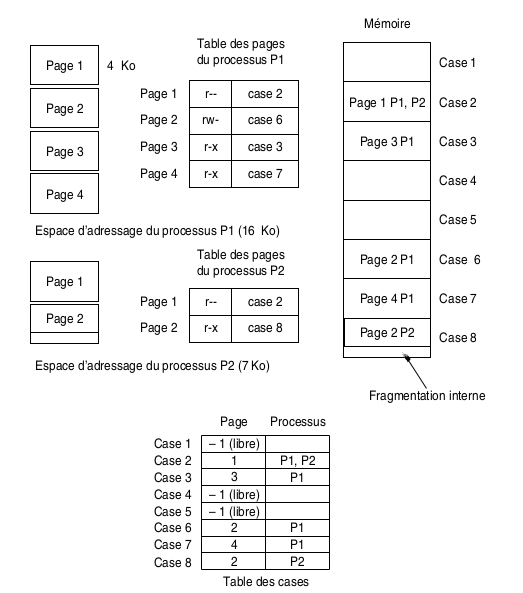 Mémoire
Table des pages
du processus P1
Page 1
4 Ko
Page 2
Page 3
Page 4
Page 1 r-- case 2
Page 2 rw- case 6
Page 3 r-x case 3
Page 4 r-x case 7
Espace d'adressage du processus P1 (16 Ko)
Table des pages
du processus P2
Page 1
Page 2
Page 1 r-- case 2
Page 2 r-x case 8
Espace d'adressage du processus P2 (7 Ko)
Case 1
Page 1 P1, P2 Case 2
Page 3 P1 Case 3
Case 4
Case 5
Page 2 P1 Case 6
Page 4 P1 Case 7
Page 2 P2 Case 8
Fragmentation interne
Page Processus
Case 1 – 1 (libre)
Case 2 1 P1, P2
Case 3 3 P1
Case 4 – 1 (libre)
Case 5 – 1 (libre)
Case 6 2 P1
Case 7 4 P1
Case 8 2 P2
Table des cases